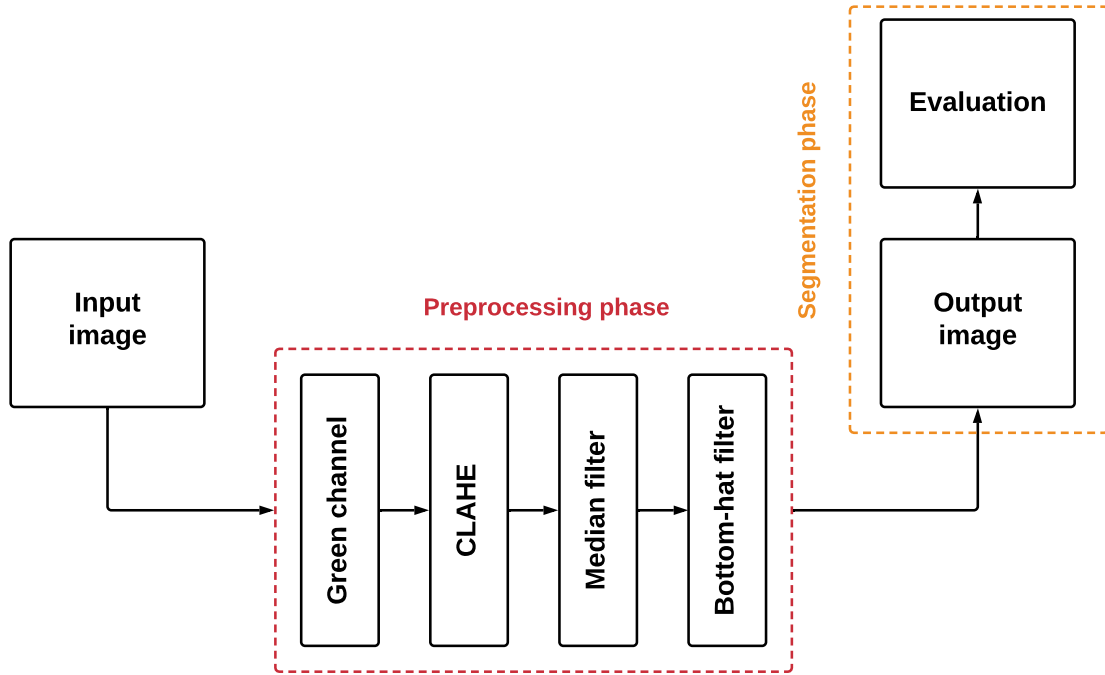 Input
image
Preprocessing phase
Green channel
CLAHE
Median filter
Bottom-hat filter
Segmentation phase
Output
image
Evaluation